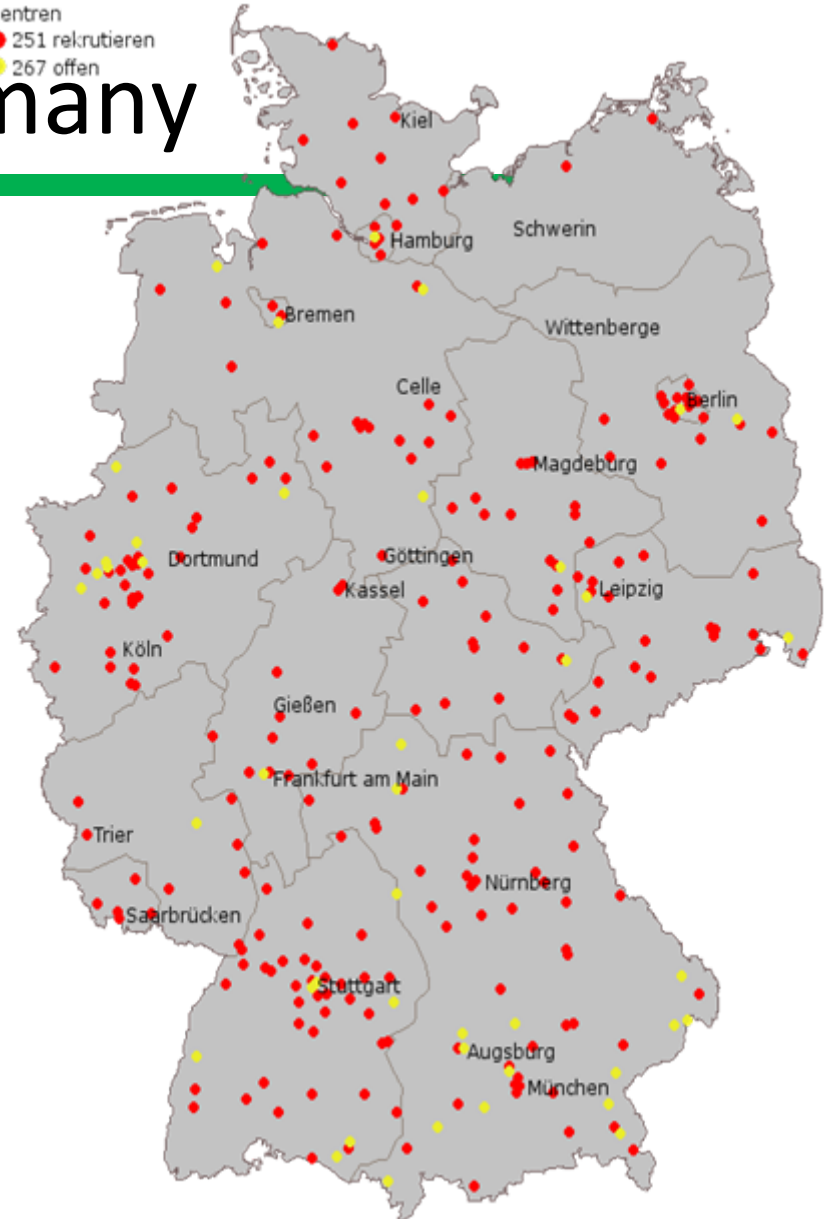 entren
251 rekrutieren
267 offen
many
Kiel
Schwerin
Hamburg
Bremen
Wittenberge
Celle
Berlin
Magdeburg
Dortmund
Göttingen
Kassel
Leipzig
Köln
Gießen
Frankfurt am Main
Trier
Nürnberg
Saarbrücken
Stuttgart
Augsburg
München